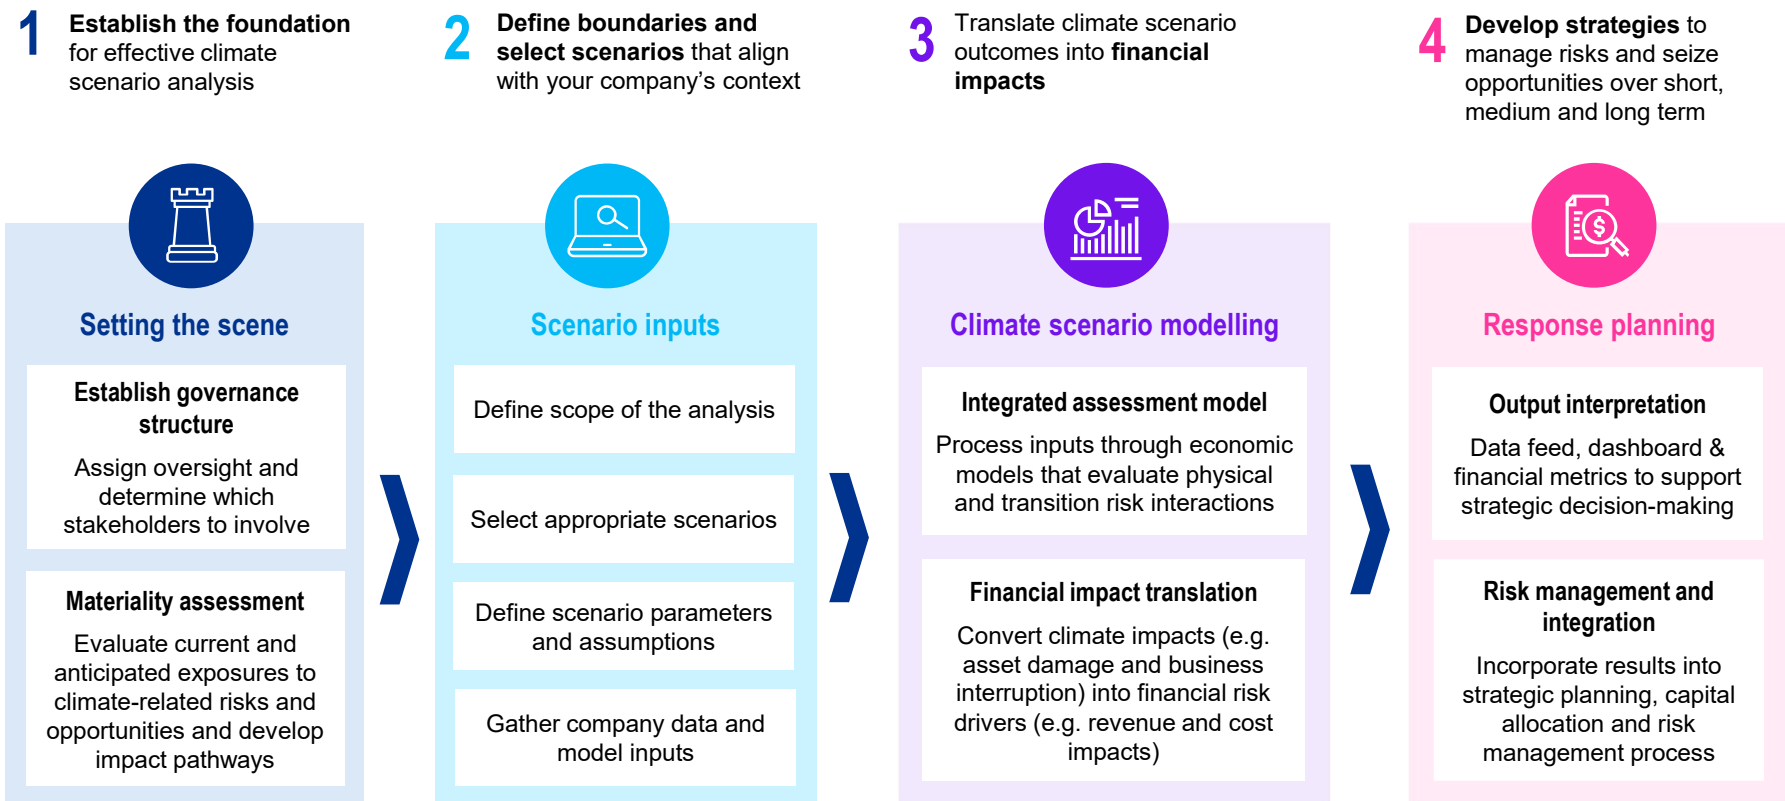 1
Establish the foundation
for effective climate
scenario analysis
2
Define boundaries and
select scenarios that align
with your company’s context
3
Translate climate scenario
outcomes into financial
impacts
4
Develop strategies to
manage risks and seize
opportunities over short,
medium and long term
Setting the scene
Establish governance
structure
Assign oversight and
determine which
stakeholders to involve
Materiality assessment
Evaluate current and
anticipated exposures to
climate-related risks and
opportunities and develop
impact pathways
Scenario inputs
Define scope of the analysis
Select appropriate scenarios
Define scenario parameters
and assumptions
Gather company data and
model inputs
Climate scenario modelling
Integrated assessment model
Process inputs through economic
models that evaluate physical
and transition risk interactions
Financial impact translation
Convert climate impacts (e.g.
asset damage and business
interruption) into financial risk
drivers (e.g. revenue and cost
impacts)
$
Response planning
Output interpretation
Data feed, dashboard &
financial metrics to support
strategic decision-making
Risk management and
integration
Incorporate results into
strategic planning, capital
allocation and risk
management process